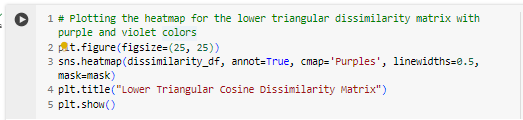 1 # Plotting the heatmap for the lower triangular dissimilarity matrix with
purple and violet colors
2 plt.figure(figsize=(25, 25))
3 sns.heatmap(dissimilarity_df, annot=True, cmap='Purples', linewidths=0.5,
mask=mask)
4 plt.title("Lower Triangular Cosine Dissimilarity Matrix")
5 plt.show()